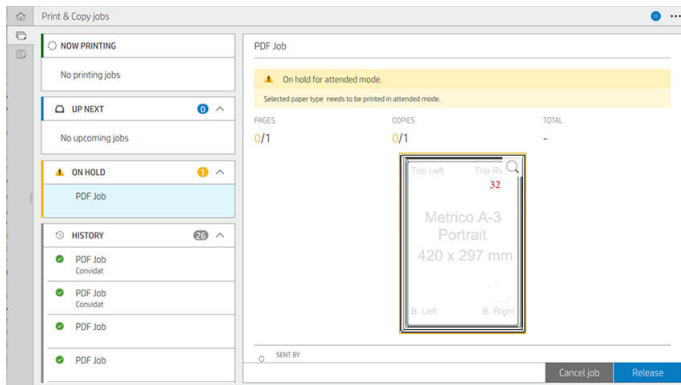 Print & Copy jobs
NOW PRINTING
No printing jobs
UP NEXT
0
No upcoming jobs
ON HOLD
1
PDF Job
HISTORY
26
PDF Job
Convidat
PDF Job
Convidat
PDF Job
PDF Job
PDF Job
On hold for attended mode.
Selected paper type needs to be printed in attended mode.
PAGES
COPIES
TOTAL
0/1
0/1
-
Top Left
32
Metrico A-3
Portrait
420 x 297 mm
B. Left
B. Right
SENT BY
Cancel job
Release